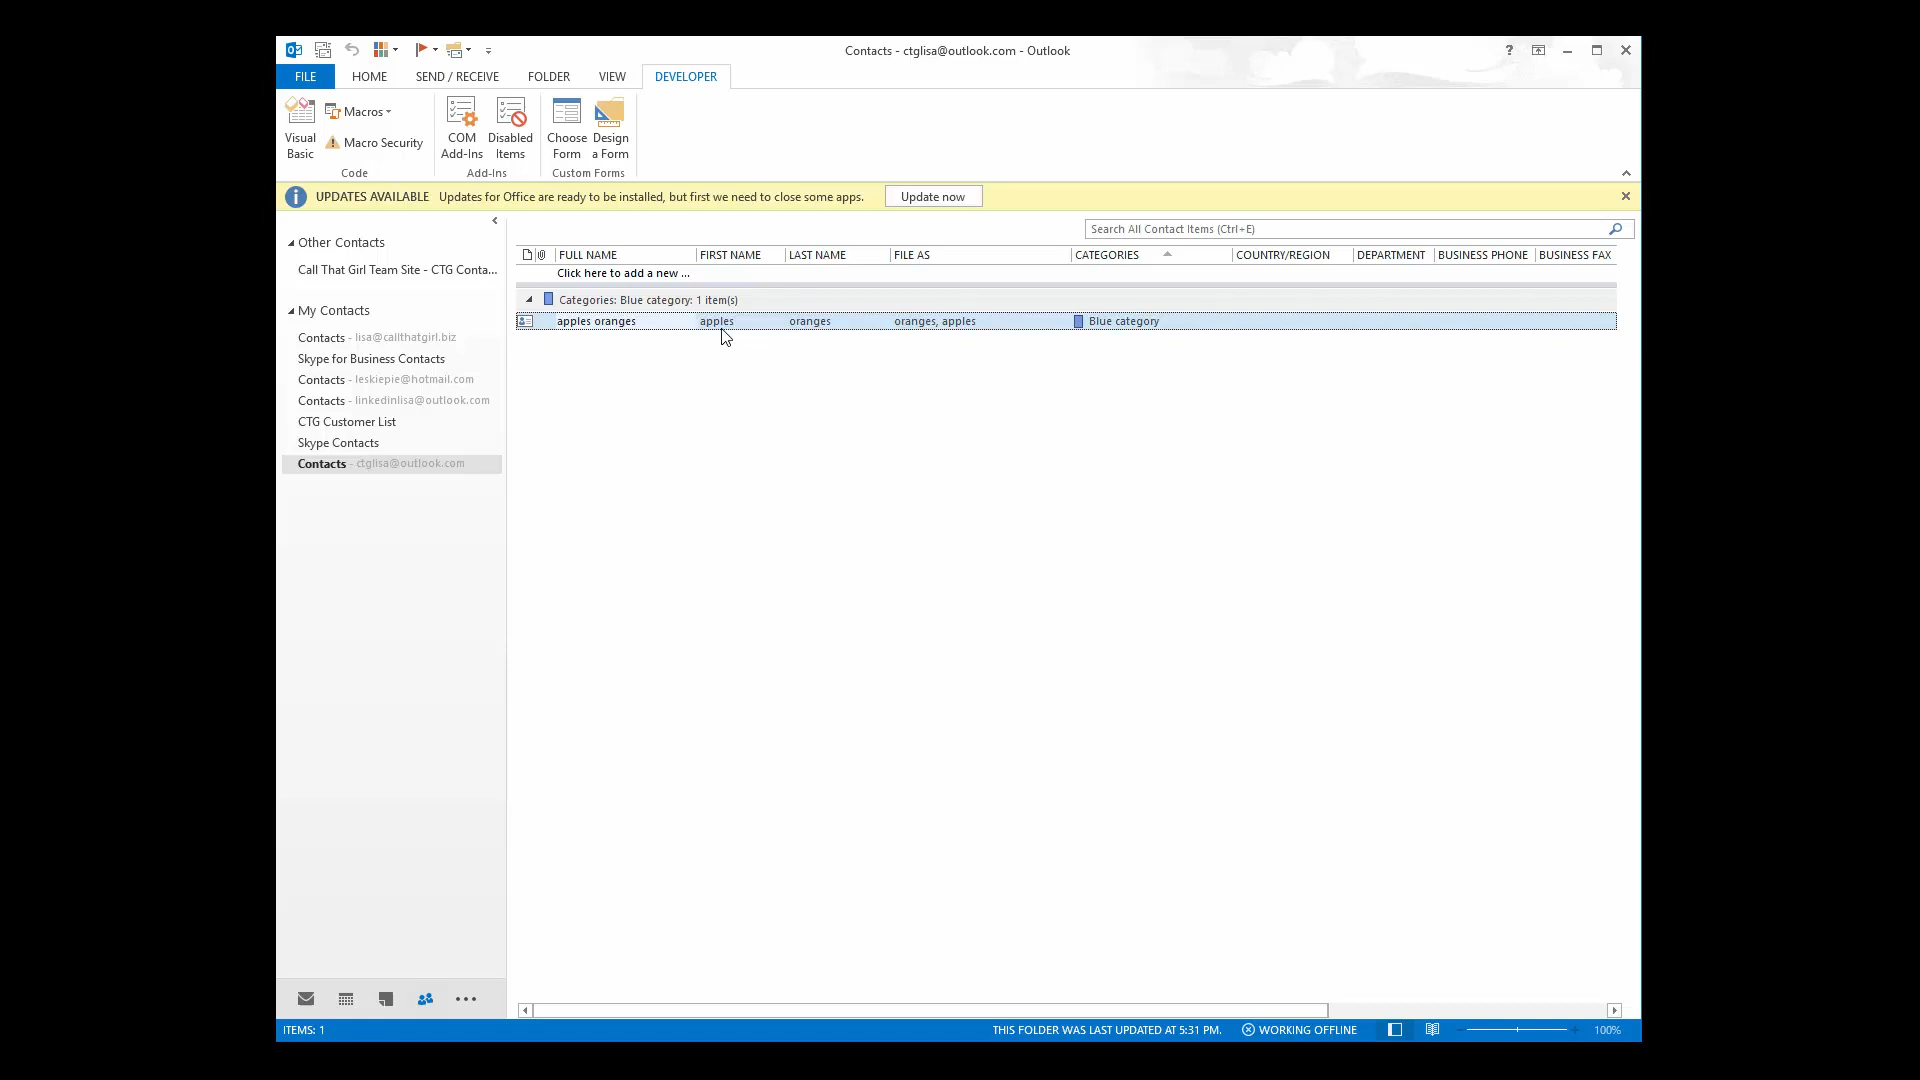 Contacts - ctglisa@outlook.com - Outlook
FILE HOME SEND / RECEIVE FOLDER VIEW DEVELOPER
Visual Basic
Macros
Macro Security
COM Add-Ins
Disabled Items
Choose Form
Design a Form
Code
Add-Ins
Custom Forms
UPDATES AVAILABLE Updates for Office are ready to be installed, but first we need to close some apps. Update now
Other Contacts
Call That Girl Team Site - CTG Conta...
My Contacts
Contacts - lisa@callthatgirl.biz
Skype for Business Contacts
Contacts - leskiepie@hotmail.com
Contacts - linkedinlisa@outlook.com
CTG Customer List
Skype Contacts
Contacts - ctglisa@outlook.com
Search All Contact Items (Ctrl+E)
FULL NAME FIRST NAME LAST NAME FILE AS CATEGORIES COUNTRY/REGION DEPARTMENT BUSINESS PHONE BUSINESS FAX
Click here to add a new ...
Categories: Blue category: 1 item(s)
apples oranges apples oranges oranges, apples Blue category
ITEMS: 1 THIS FOLDER WAS LAST UPDATED AT 5:31 PM. WORKING OFFLINE 100%